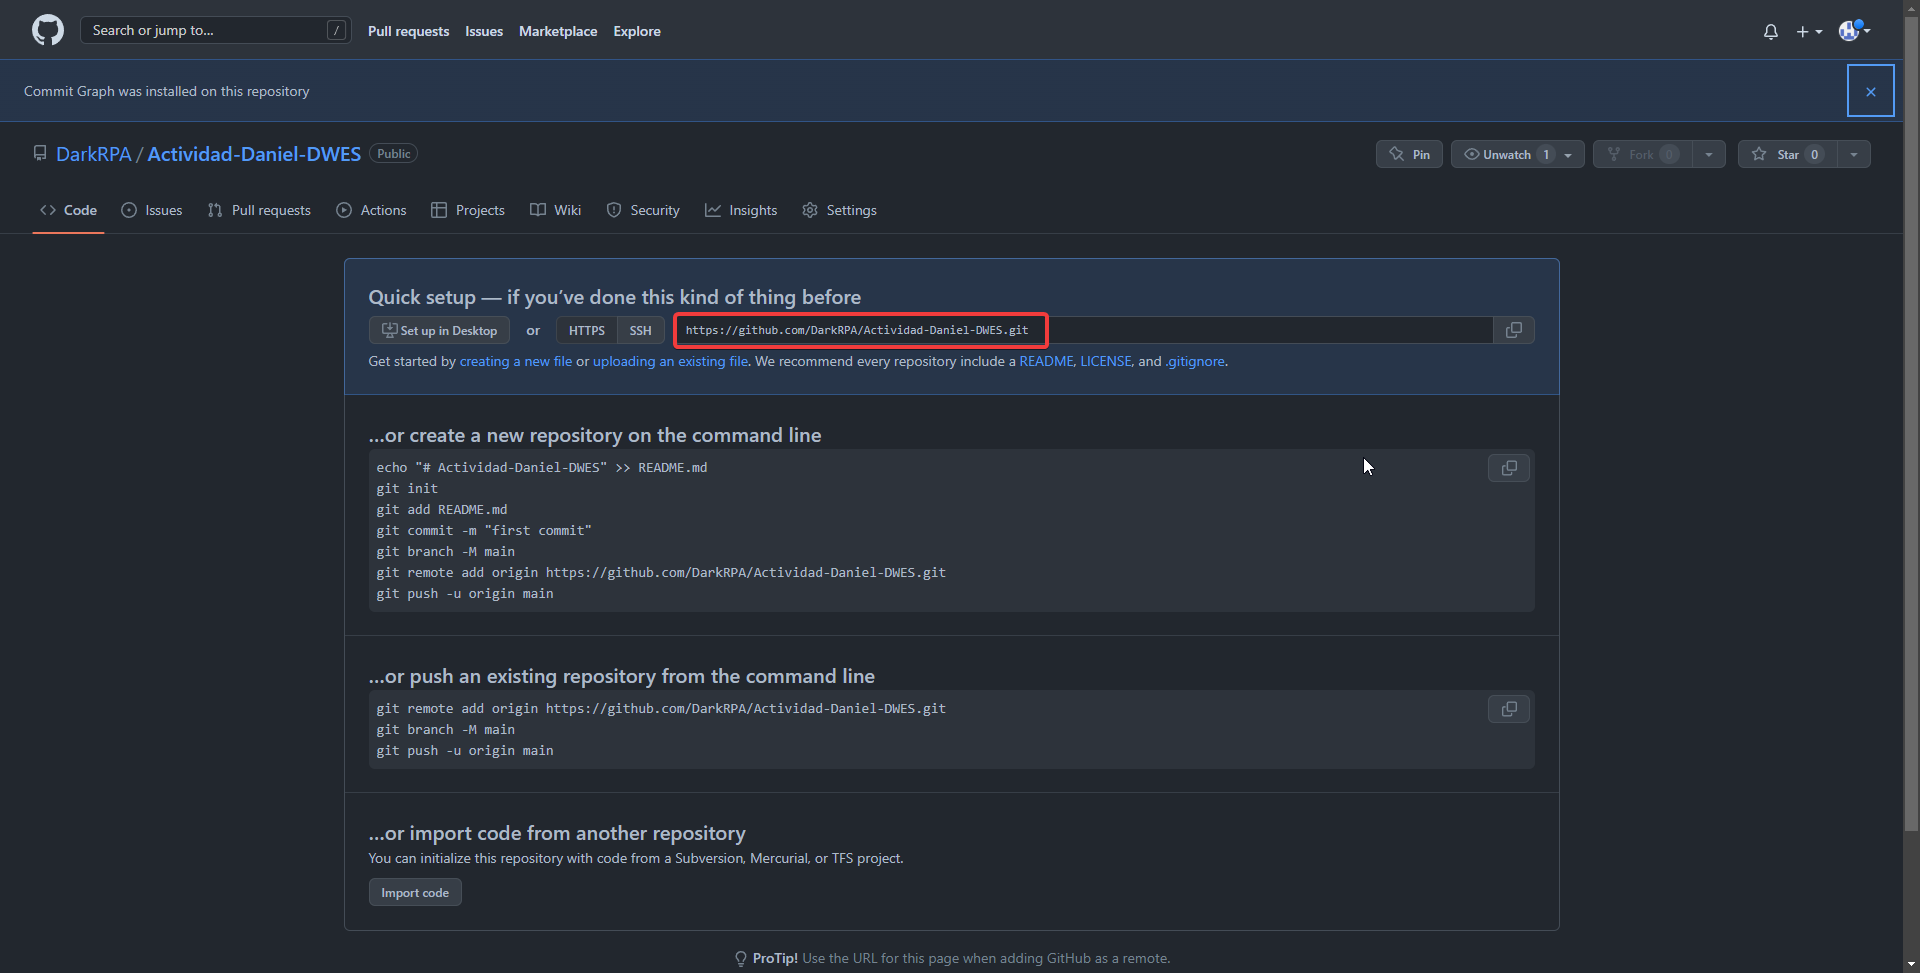 Search or jump to... /
Pull requests Issues Marketplace Explore
Commit Graph was installed on this repository
DarkRPA / Actividad-Daniel-DWES Public
Pin Unwatch 1 Fork 0 Star 0
Code Issues Pull requests Actions Projects Wiki Security Insights Settings
Quick setup — if you’ve done this kind of thing before
Set up in Desktop or HTTPS SSH https://github.com/DarkRPA/Actividad-Daniel-DWES.git
Get started by creating a new file or uploading an existing file. We recommend every repository include a README, LICENSE, and .gitignore.
…or create a new repository on the command line
echo "# Actividad-Daniel-DWES" >> README.md
git init
git add README.md
git commit -m "first commit"
git branch -M main
git remote add origin https://github.com/DarkRPA/Actividad-Daniel-DWES.git
git push -u origin main
…or push an existing repository from the command line
git remote add origin https://github.com/DarkRPA/Actividad-Daniel-DWES.git
git branch -M main
git push -u origin main
…or import code from another repository
You can initialize this repository with code from a Subversion, Mercurial, or TFS project.
Import code
ProTip! Use the URL for this page when adding GitHub as a remote.